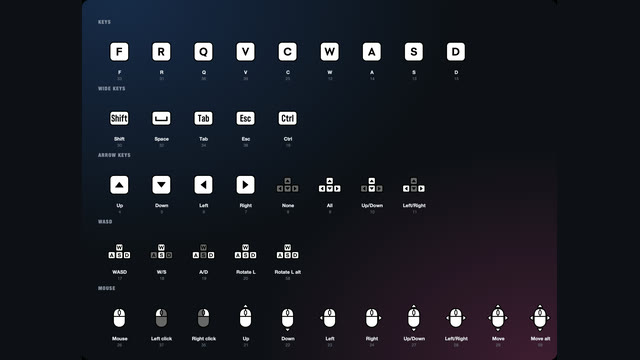 KEYS
F R Q V C W A S D
F R Q V C W A S D
WIDE KEYS
Shift Tab Esc Ctrl
Shift Space Tab Esc Ctrl
ARROW KEYS
Up Down Left Right None All Up/Down Left/Right
WASD
W W W W W
A S D A S D A S D A S D A S D
WASD W/S A/D Rotate L Rotate L alt
MOUSE
Mouse Left click Right click Up Down Left Right Up/Down Left/Right Move Move alt